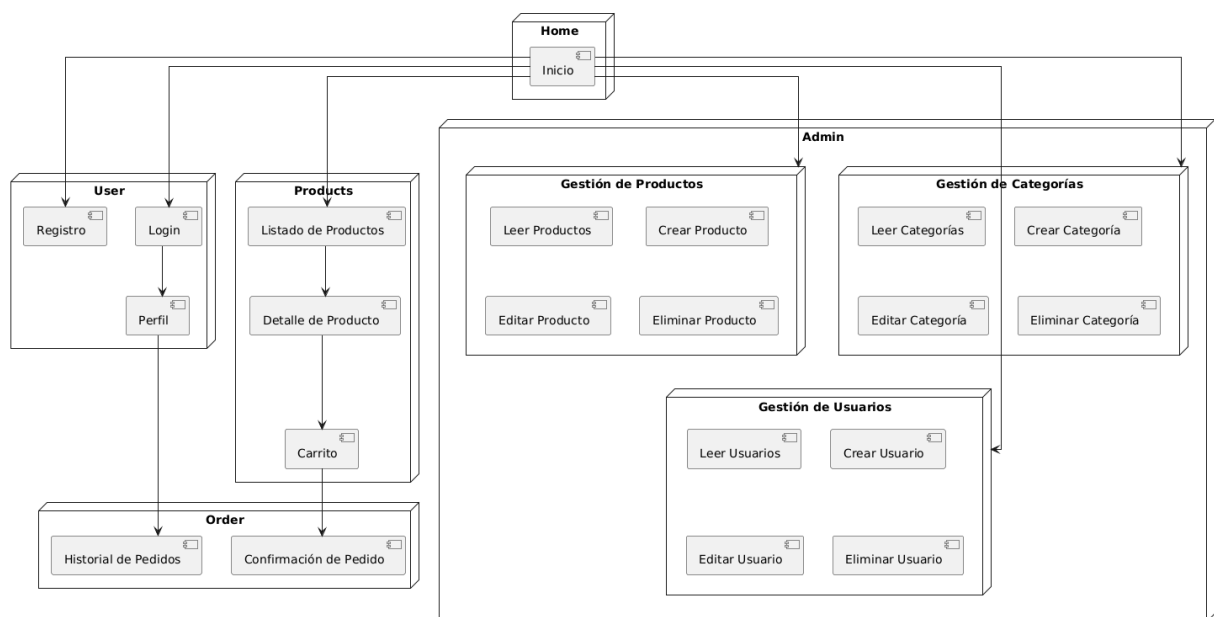 Home
Inicio
Admin
User
Registro
Login
Perfil
Products
Listado de Productos
Detalle de Producto
Carrito
Order
Historial de Pedidos
Confirmación de Pedido
Gestión de Productos
Leer Productos
Crear Producto
Editar Producto
Eliminar Producto
Gestión de Categorías
Leer Categorías
Crear Categoría
Editar Categoría
Eliminar Categoría
Gestión de Usuarios
Leer Usuarios
Crear Usuario
Editar Usuario
Eliminar Usuario